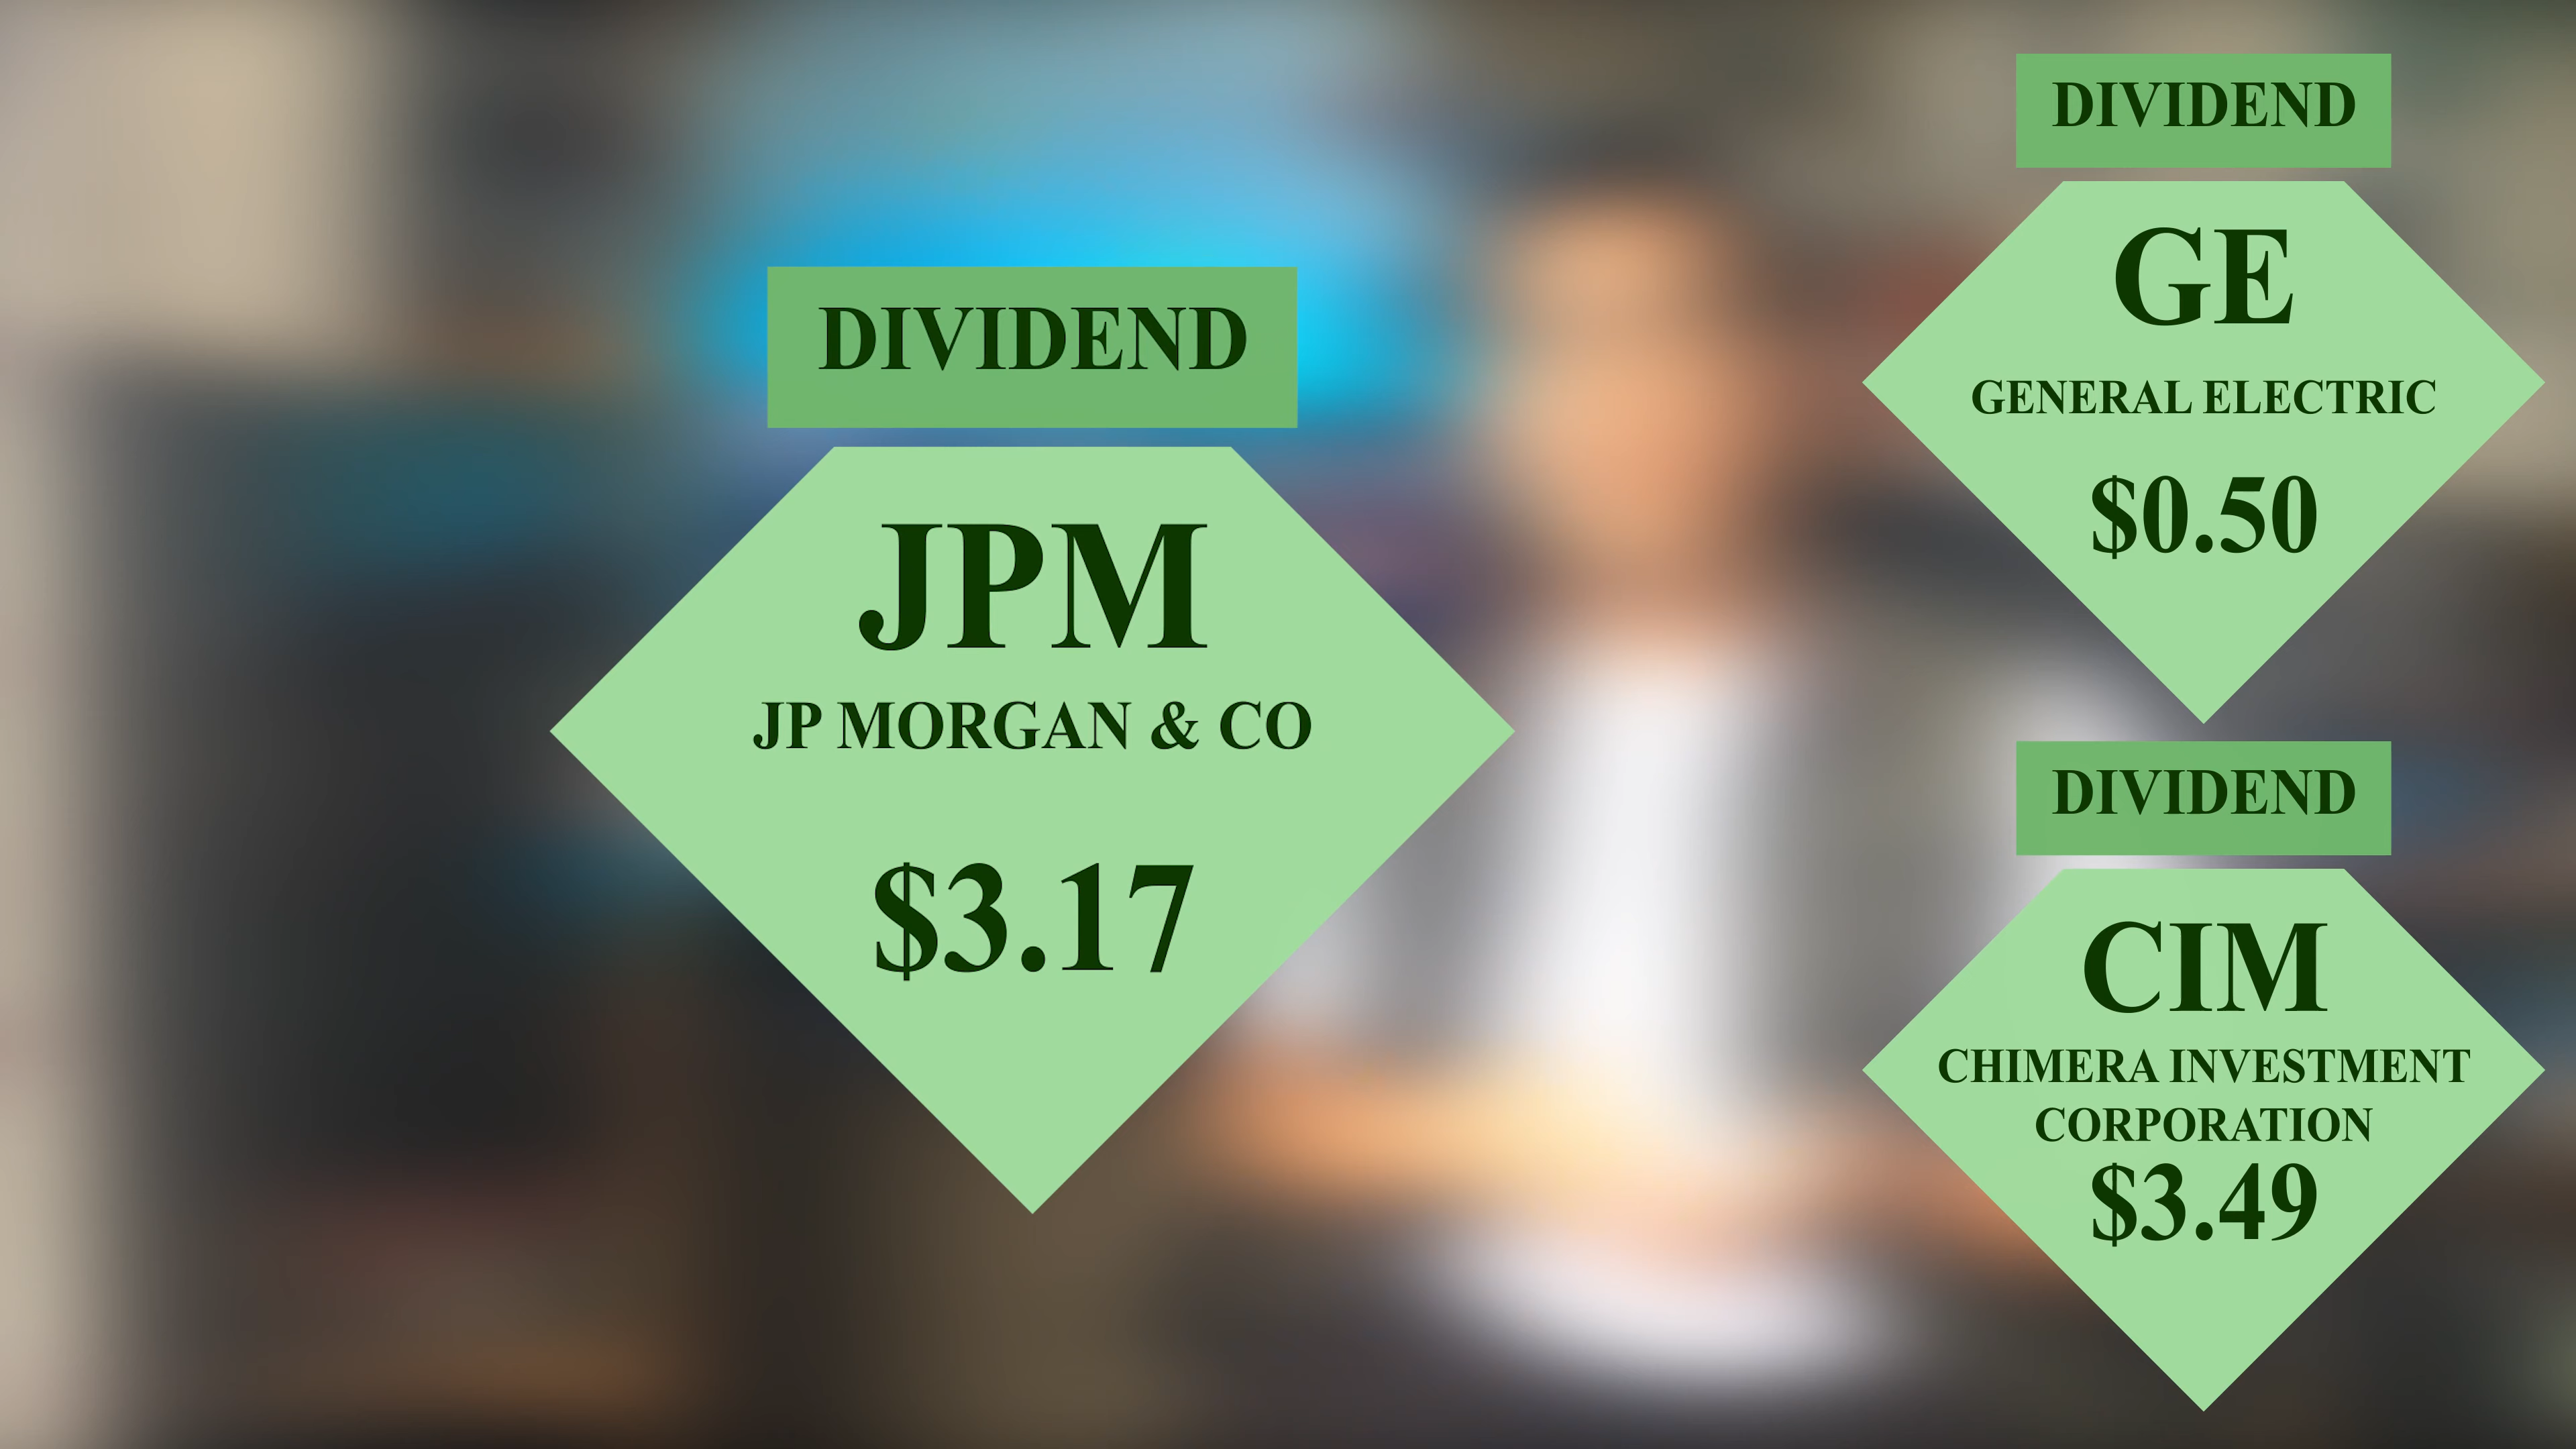 DIVIDEND
JPM
JP MORGAN & CO
$3.17
DIVIDEND
GE
GENERAL ELECTRIC
$0.50
DIVIDEND
CIM
CHIMERA INVESTMENT
CORPORATION
$3.49